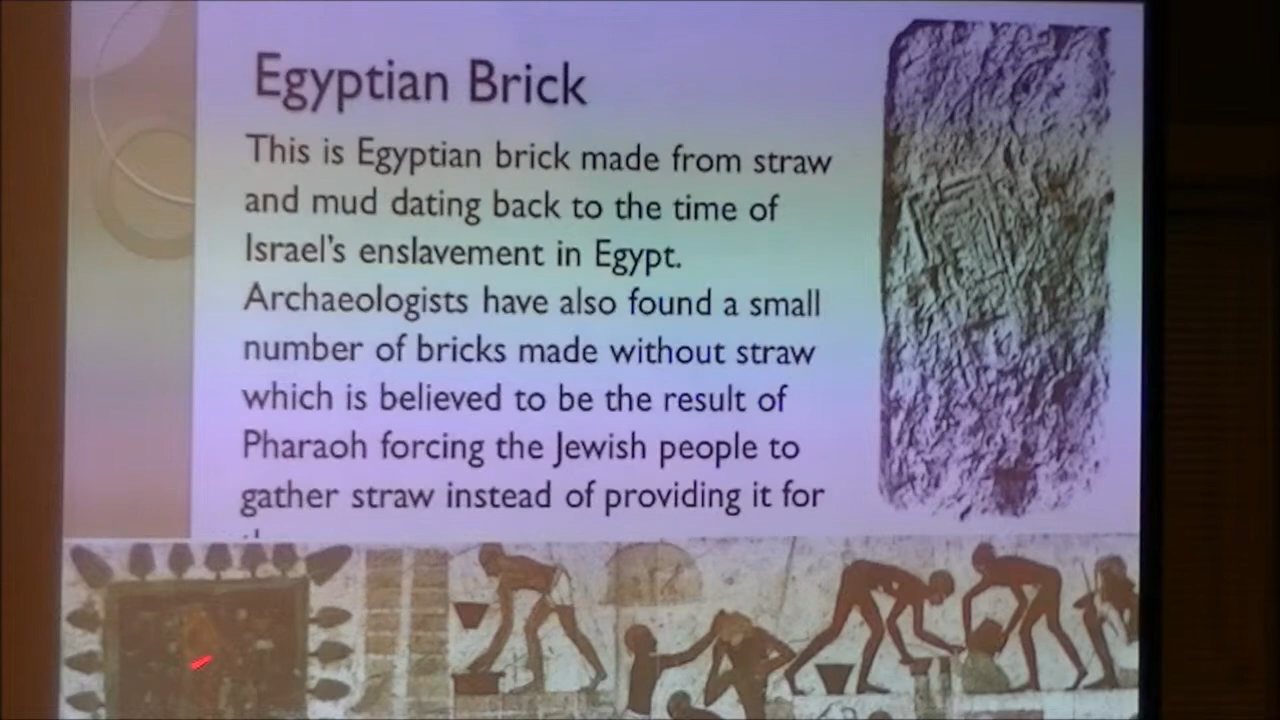 Egyptian Brick
This is Egyptian brick made from straw
and mud dating back to the time of
Israel's enslavement in Egypt.
Archaeologists have also found a small
number of bricks made without straw
which is believed to be the result of
Pharaoh forcing the Jewish people to
gather straw instead of providing it for